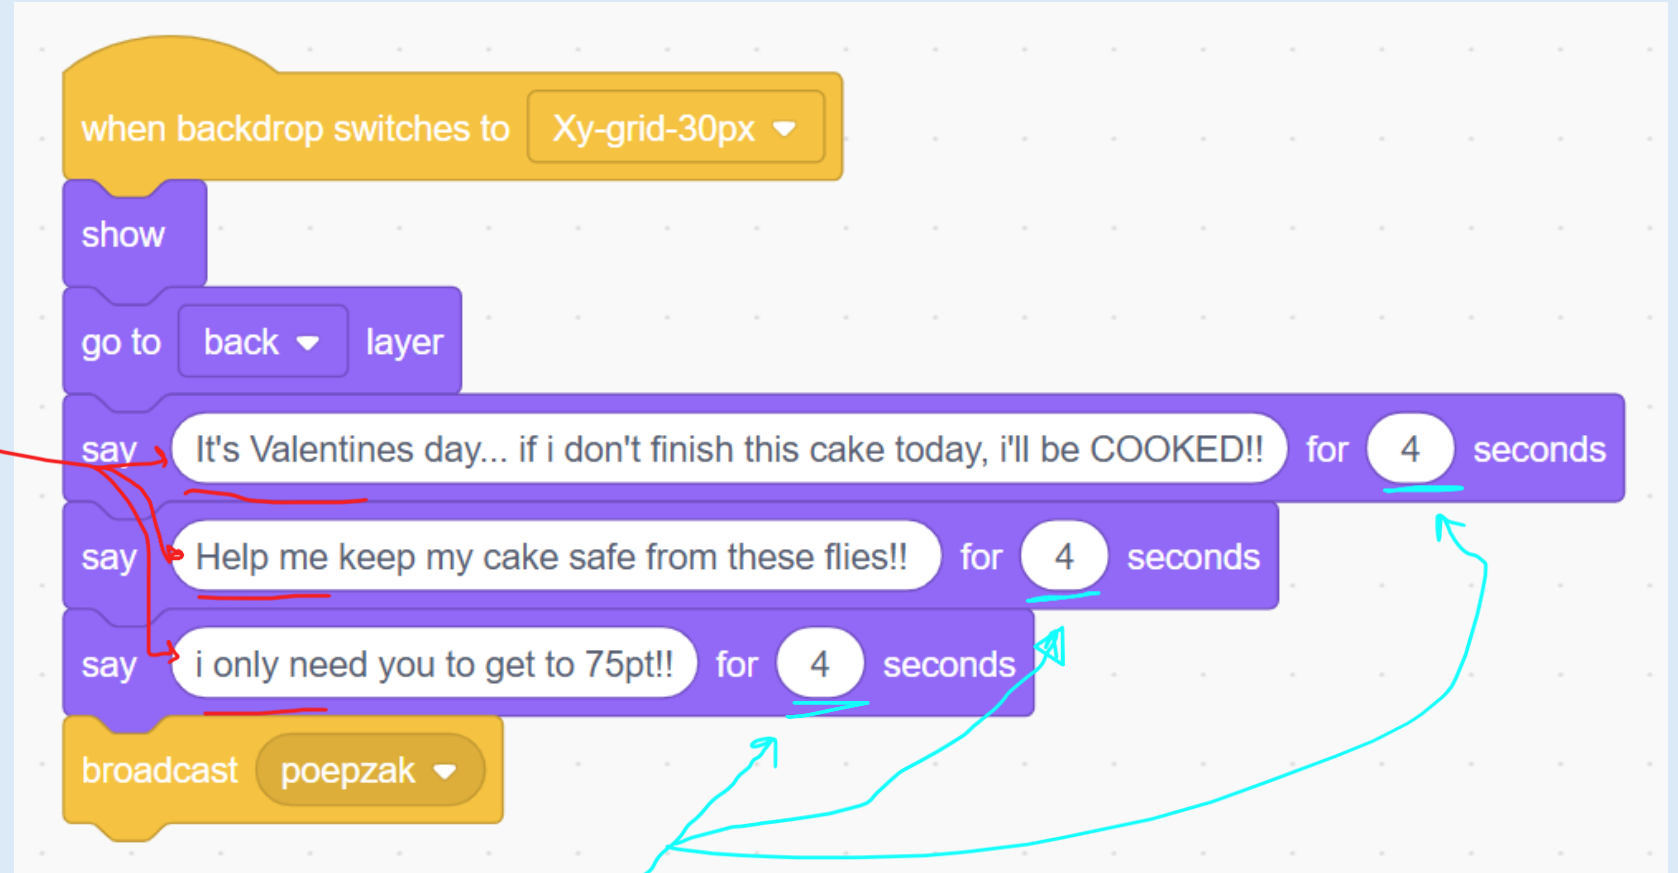 when backdrop switches to Xy-grid-30px
show
go to back layer
say It's Valentines day... if i don't finish this cake today, i'll be COOKED!! for 4 seconds
say Help me keep my cake safe from these flies!! for 4 seconds
say i only need you to get to 75pt!! for 4 seconds
broadcast poepzak